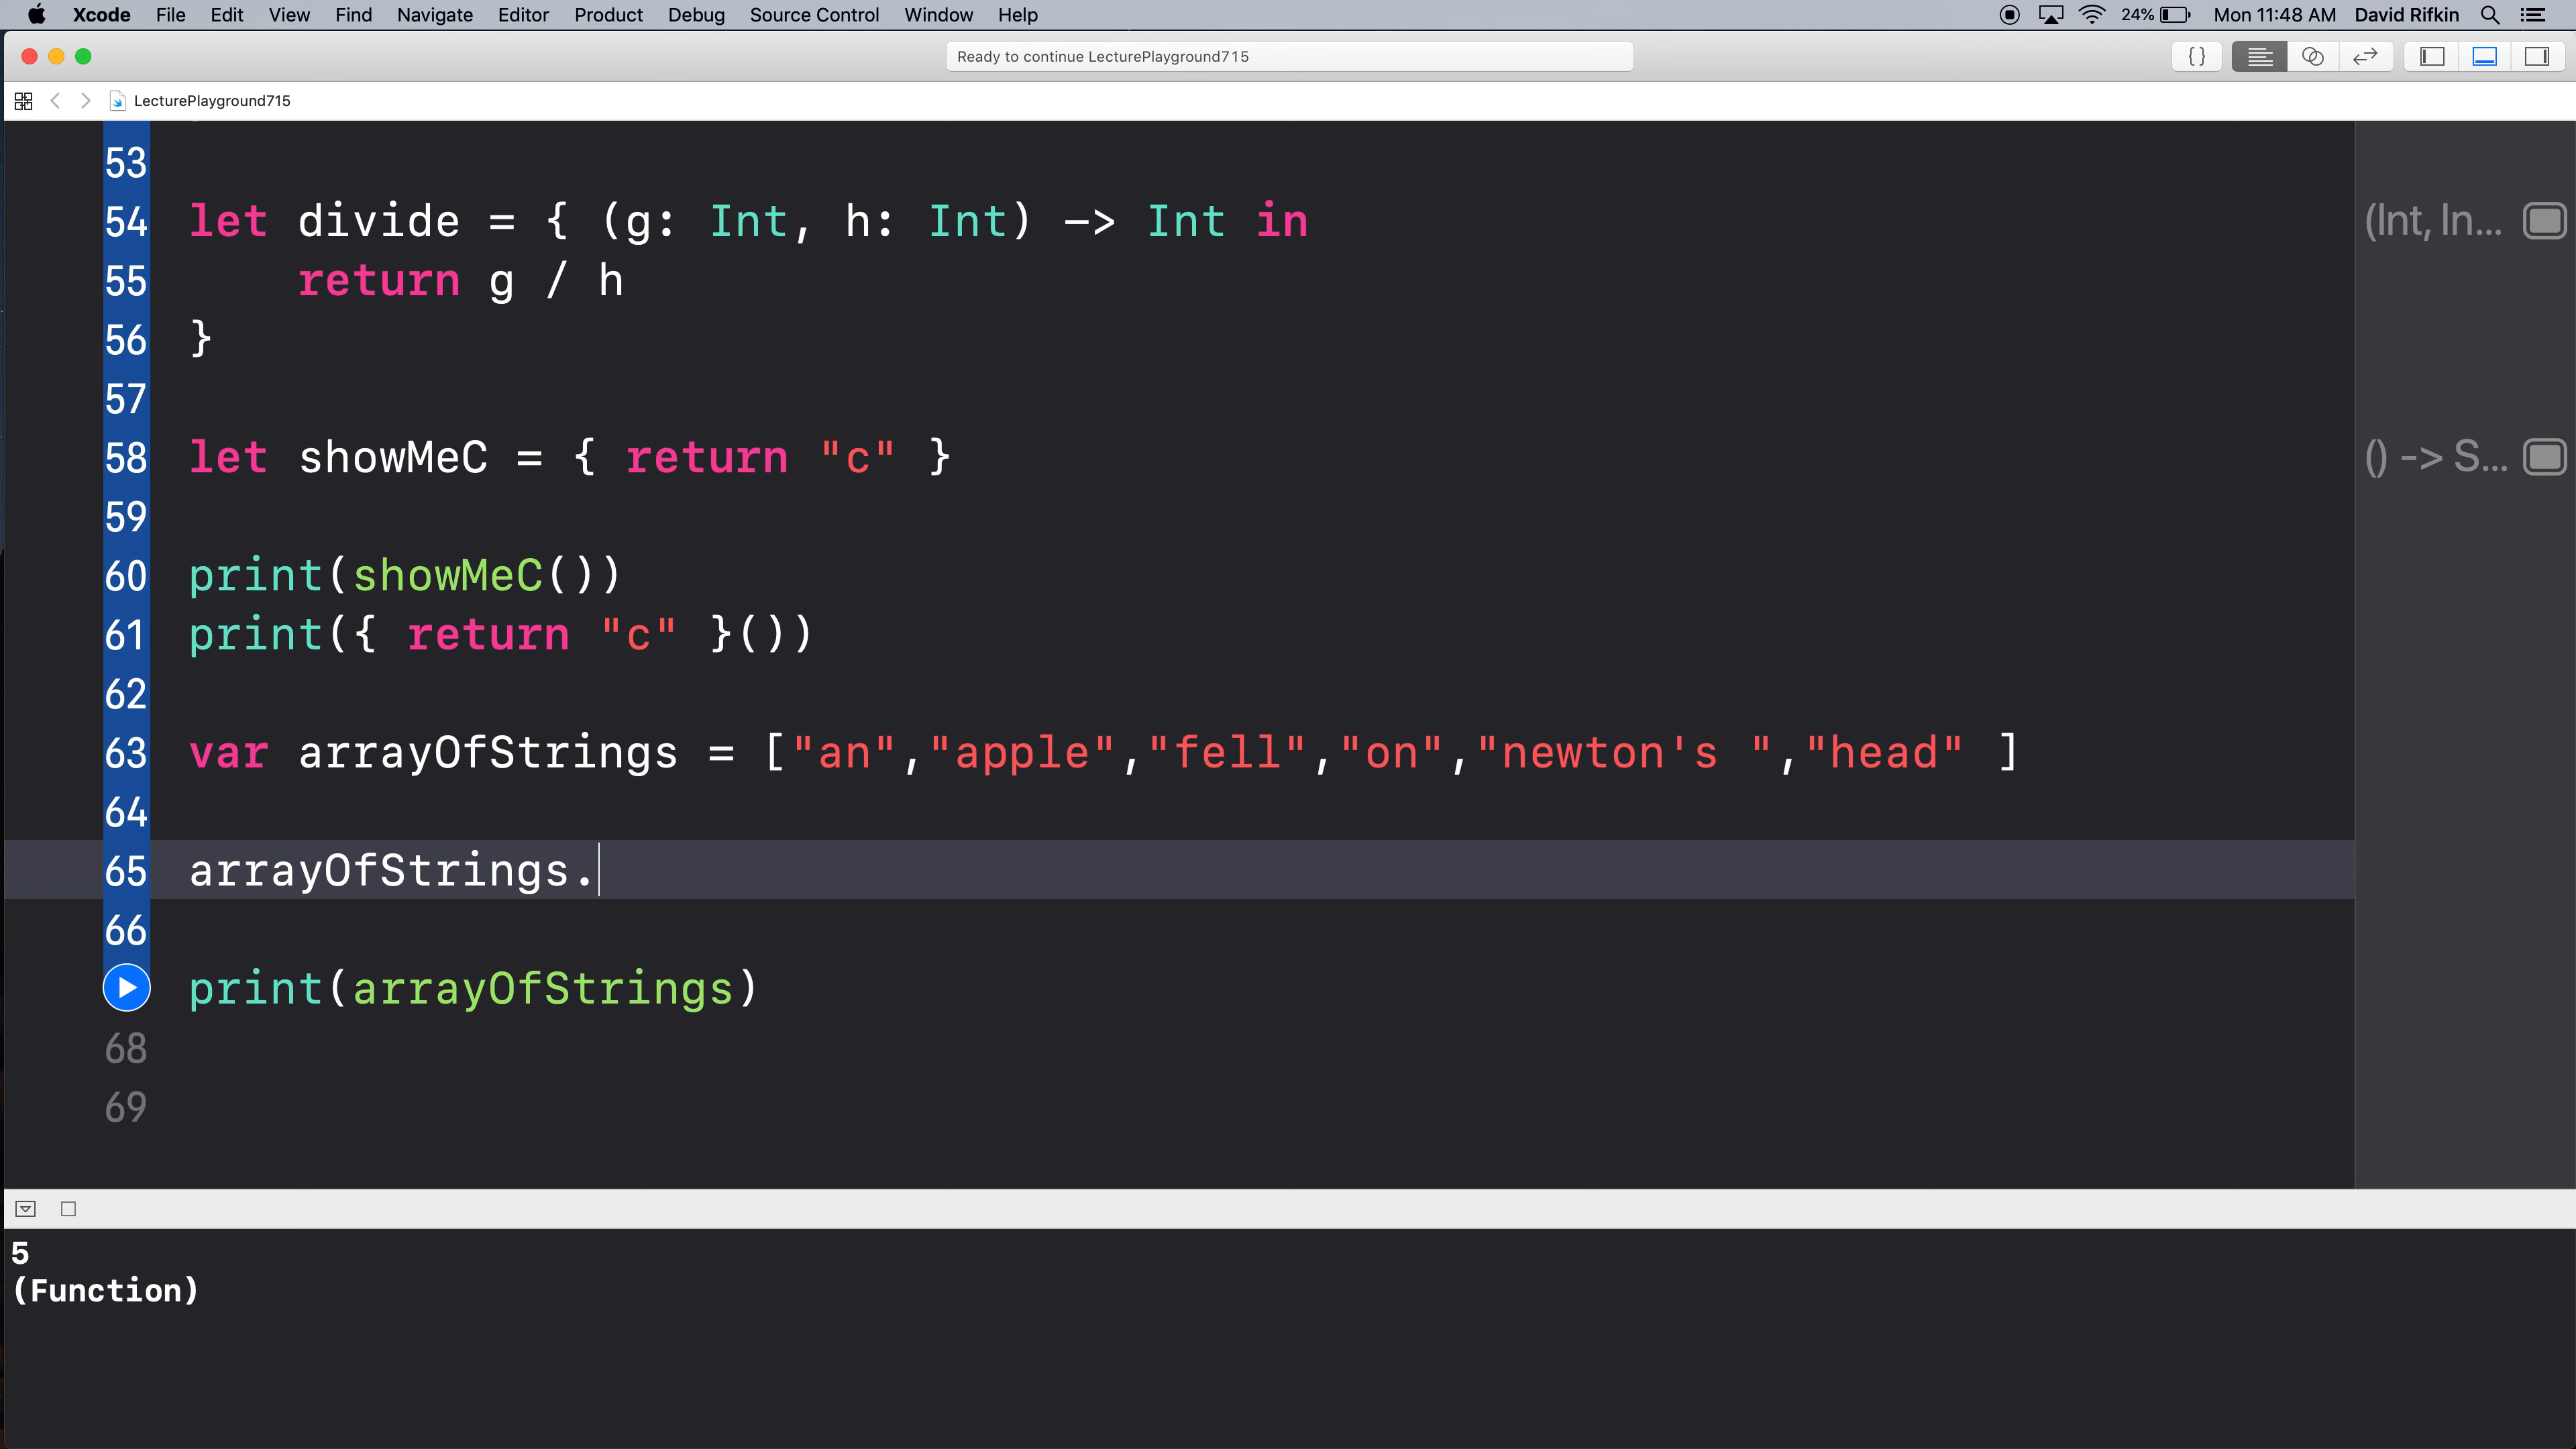 Xcode File Edit View Find Navigate Editor Product Debug Source Control Window Help 24% Mon 11:48 AM David Rifkin
Ready to continue LecturePlayground715 {}
LecturePlayground715
53
54 let divide = { (g: Int, h: Int) -> Int in (Int, In...
55 return g / h
56 }
57
58 let showMeC = { return "c" } () -> S...
59
60 print(showMeC())
61 print({ return "c" }())
62
63 var arrayOfStrings = ["an","apple","fell","on","newton's ","head" ]
64
65 arrayOfStrings.
66
print(arrayOfStrings)
68
69
5
(Function)